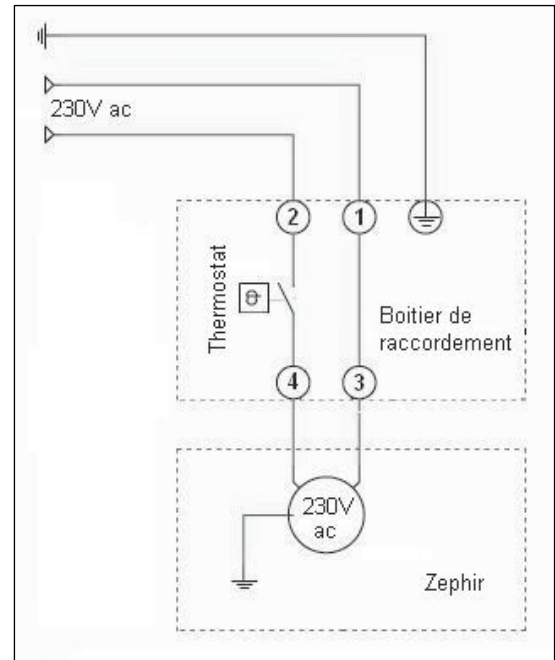 230V ac
2
1
Thermostat
θ
Boitier de
raccordement
4
3
230V
ac
Zephir